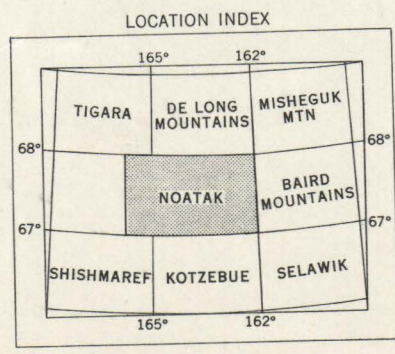 LOCATION INDEX
165° 162°
TIGARA DE LONG MOUNTAINS MISHEGUK MTN
68° 68°
NOATAK BAIRD MOUNTAINS
67° 67°
SHISHMAREF KOTZEBUE SELAWIK
165° 162°